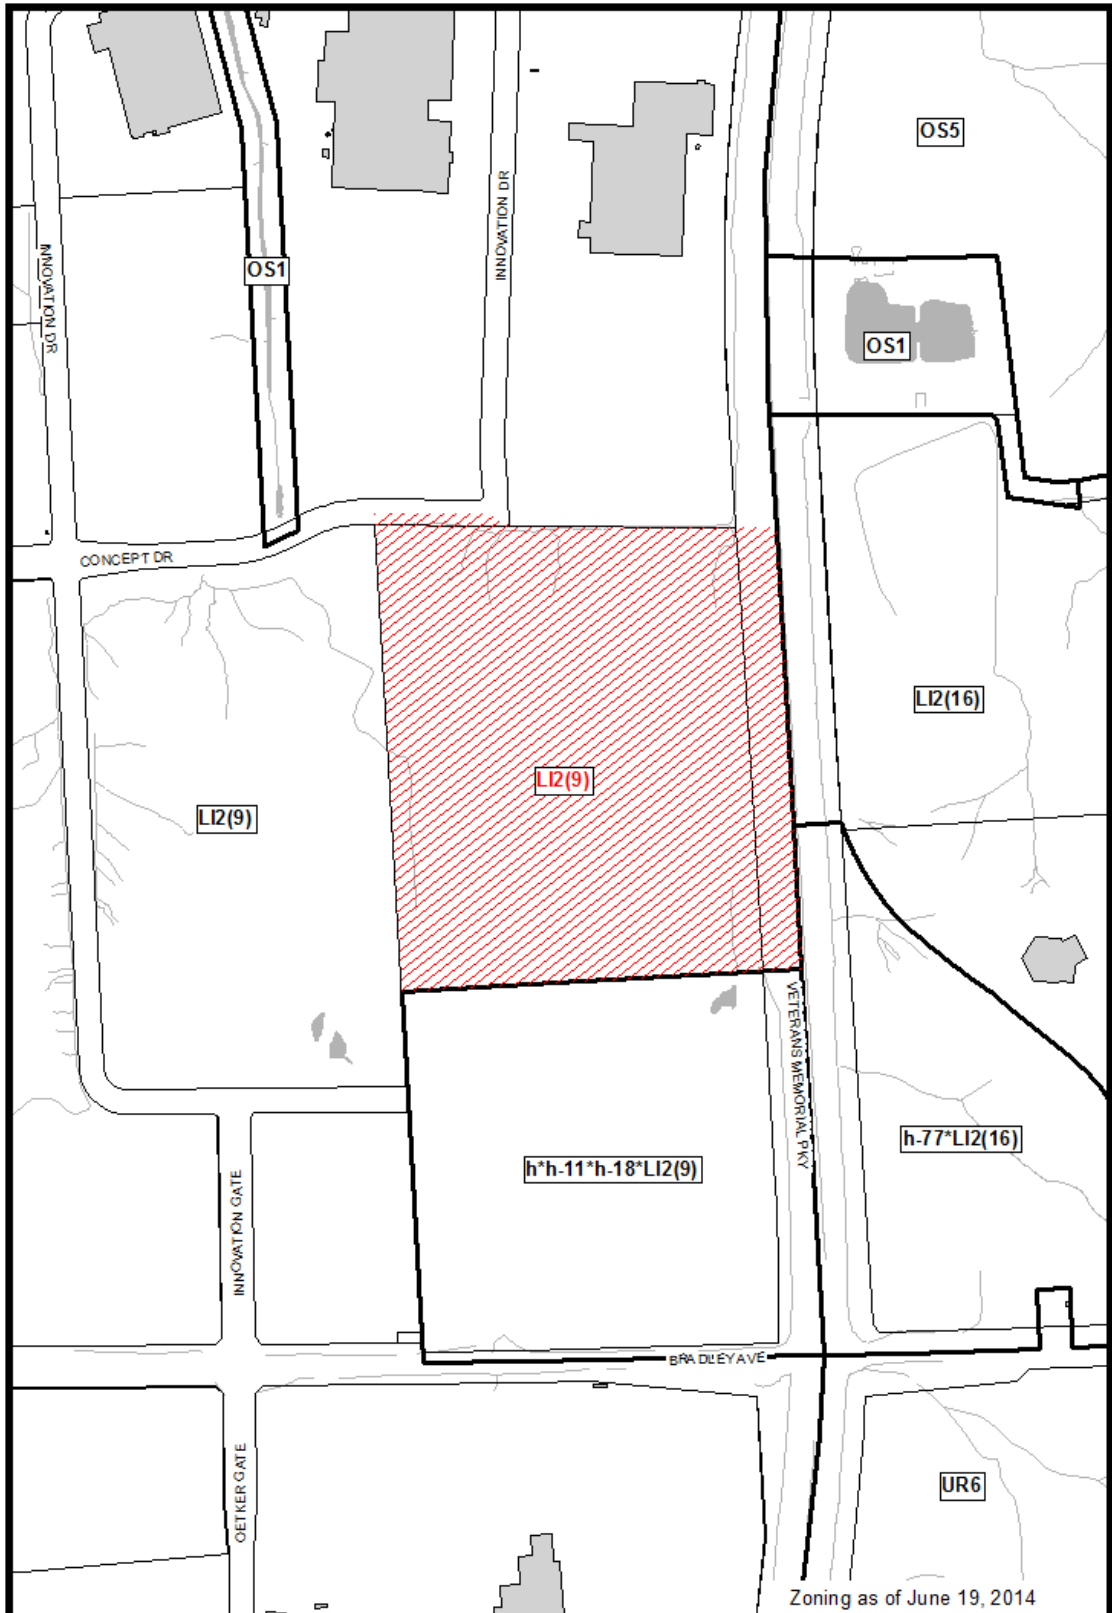 OS5
INNOVATION DR
OS1
INNOVATION DR
OS1
CONCEPT DR
LI2(16)
LI2(9)
LI2(9)
VETERANS MEMORIAL PKY
h-77*LI2(16)
h*h-11*h-18*LI2(9)
INNOVATION GATE
BRADLEY AVE
OETKER GATE
UR6
Zoning as of June 19, 2014